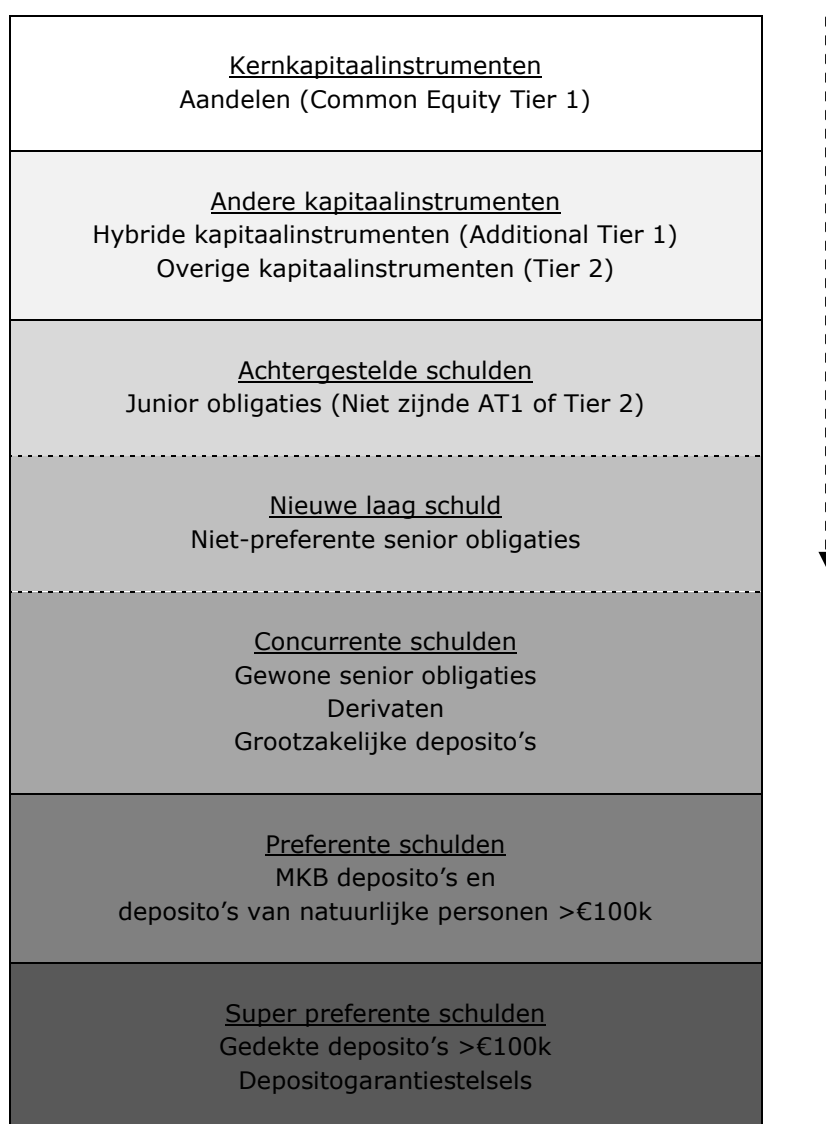 Kernkapitaalinstrumenten
Aandelen (Common Equity Tier 1)
Andere kapitaalinstrumenten
Hybride kapitaalinstrumenten (Additional Tier 1)
Overige kapitaalinstrumenten (Tier 2)
Achtergestelde schulden
Junior obligaties (Niet zijnde AT1 of Tier 2)
Nieuwe laag schuld
Niet-preferente senior obligaties
Concurrente schulden
Gewone senior obligaties
Derivaten
Grootzakelijke deposito’s
Preferente schulden
MKB deposito’s en
deposito’s van natuurlijke personen >€100k
Super preferente schulden
Gedekte deposito’s >€100k
Depositogarantiestelsels